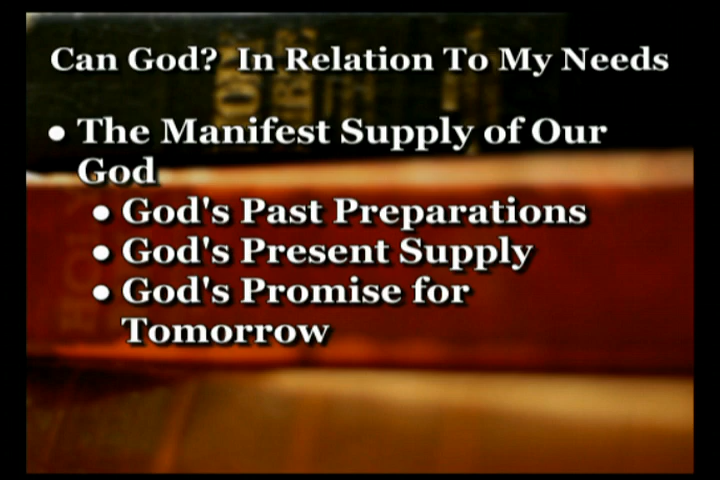 Can God?  In Relation To My Needs
● The Manifest Supply of Our
God
● God's Past Preparations
● God's Present Supply
● God's Promise for
Tomorrow